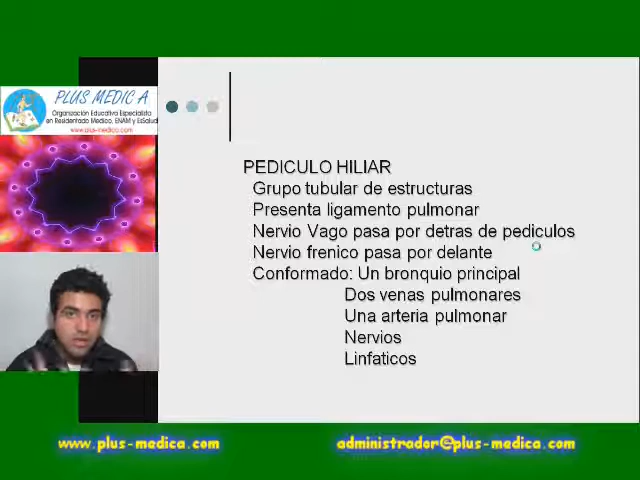 PLUS MEDIC A
Organización Educativa Especialista
en Residentado Medico, ENAM y EsSalud
www.plus-medica.com
PEDICULO HILIAR
Grupo tubular de estructuras
Presenta ligamento pulmonar
Nervio Vago pasa por detras de pediculos
Nervio frenico pasa por delante
Conformado: Un bronquio principal
Dos venas pulmonares
Una arteria pulmonar
Nervios
Linfaticos
www.plus-medica.com
administrador@plus-medica.com